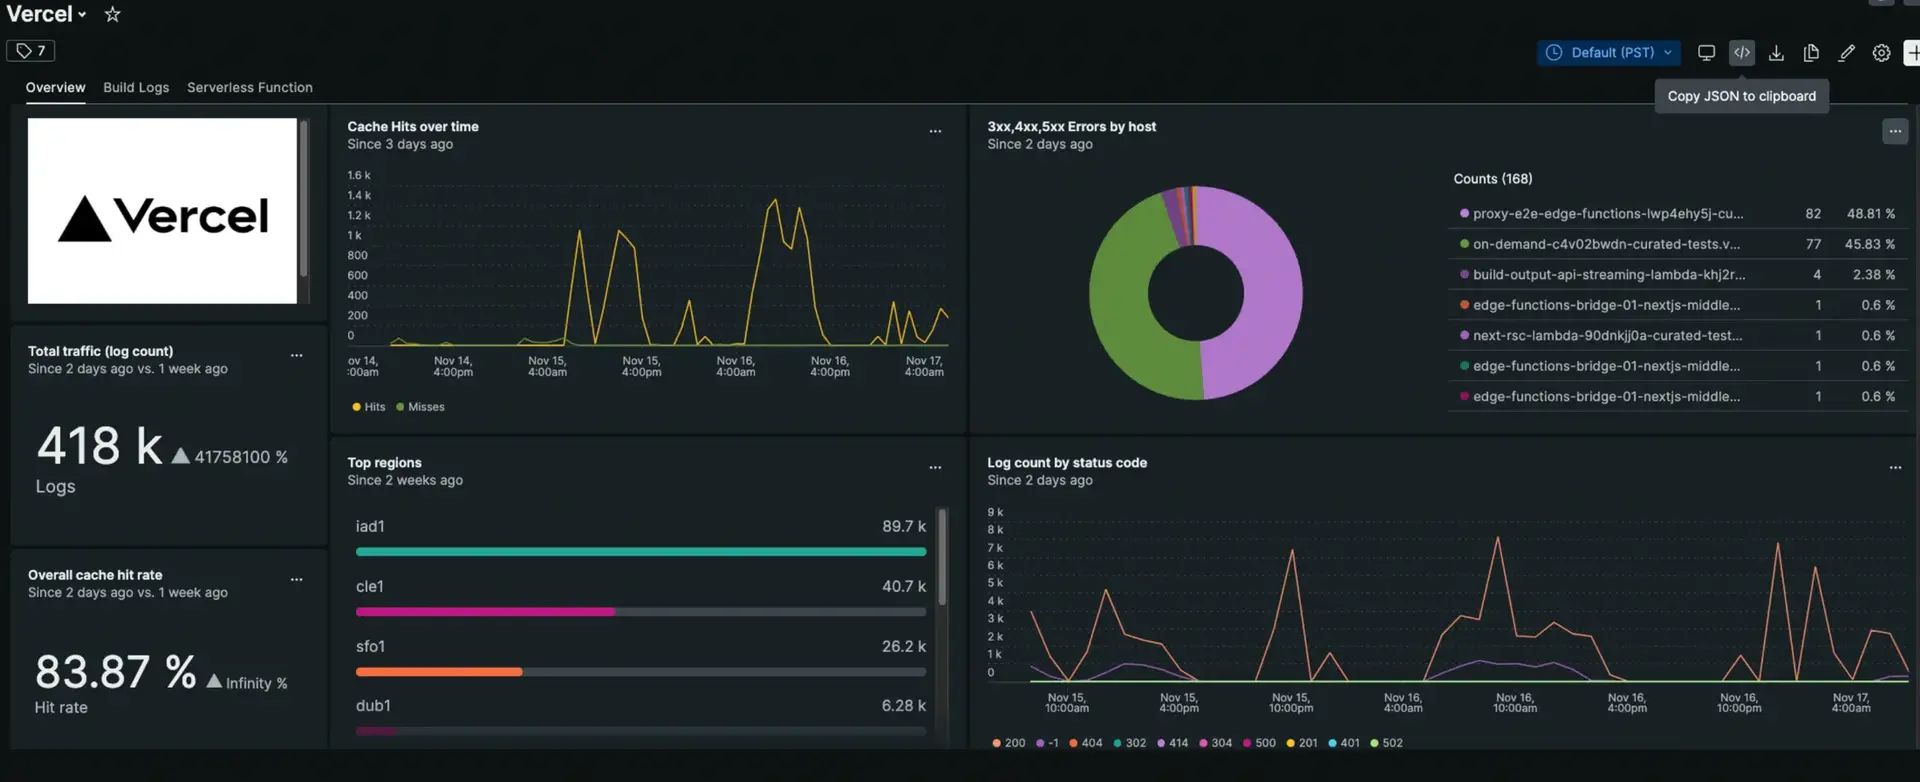 Vercel
7
Default (PST)
Copy JSON to clipboard
Overview
Build Logs
Serverless Function
Vercel
Total traffic (log count)
Since 2 days ago vs. 1 week ago
418 k
41758100 %
Logs
Overall cache hit rate
Since 2 days ago vs. 1 week ago
83.87 %
Infinity %
Hit rate
Cache Hits over time
Since 3 days ago
1.6 k
1.4 k
1.2 k
1 k
800
600
400
200
0
ov 14,
:00am
Nov 14,
4:00pm
Nov 15,
4:00am
Nov 15,
4:00pm
Nov 16,
4:00am
Nov 16,
4:00pm
Nov 17,
4:00am
Hits
Misses
Top regions
Since 2 weeks ago
iad1 89.7 k
cle1 40.7 k
sfo1 26.2 k
dub1 6.28 k
3xx,4xx,5xx Errors by host
Since 2 days ago
Counts (168)
proxy-e2e-edge-functions-lwp4ehy5j-cu... 82 48.81 %
on-demand-c4v02bwdn-curated-tests.v... 77 45.83 %
build-output-api-streaming-lambda-khj2r... 4 2.38 %
edge-functions-bridge-01-nextjs-middle... 1 0.6 %
next-rsc-lambda-90dnkjj0a-curated-test... 1 0.6 %
edge-functions-bridge-01-nextjs-middle... 1 0.6 %
edge-functions-bridge-01-nextjs-middle... 1 0.6 %
Log count by status code
Since 2 days ago
9 k
8 k
7 k
6 k
5 k
4 k
3 k
2 k
1 k
0
Nov 15,
10:00am
Nov 15,
4:00pm
Nov 15,
10:00pm
Nov 16,
4:00am
Nov 16,
10:00am
Nov 16,
4:00pm
Nov 16,
10:00pm
Nov 17,
4:00am
200 -1 404 302 414 304 500 201 401 502